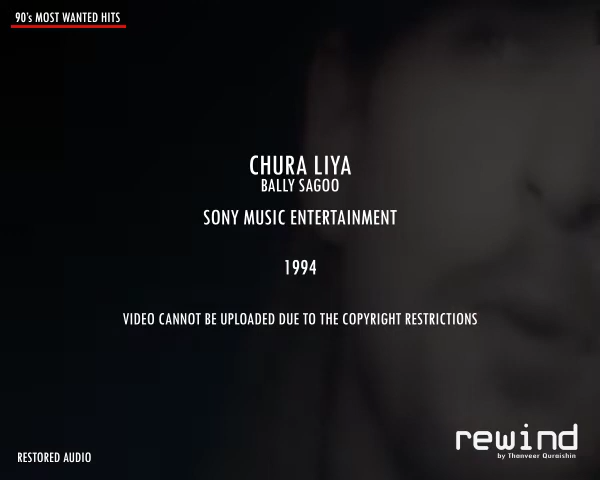 90's MOST WANTED HITS
CHURA LIYA
BALLY SAGOO
SONY MUSIC ENTERTAINMENT
1994
VIDEO CANNOT BE UPLOADED DUE TO THE COPYRIGHT RESTRICTIONS
rewind
by Thanveer Quraishin
RESTORED AUDIO